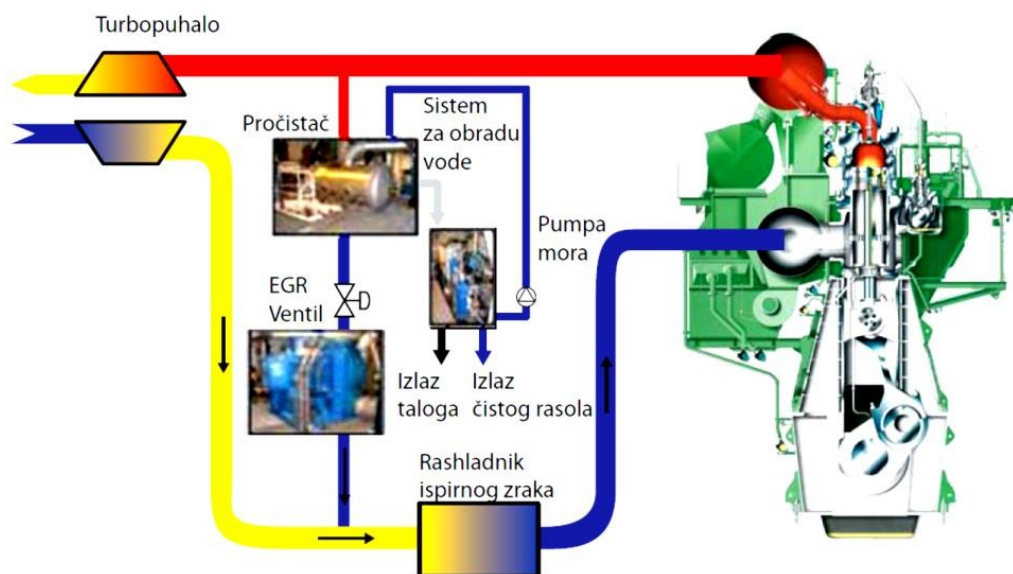 Turbopuhalo
Pročistač
Sistem
za obradu
vode
Pumpa
mora
EGR
Ventil
Izlaz
taloga
Izlaz
čistog rasola
Rashladnik
ispirnog zraka